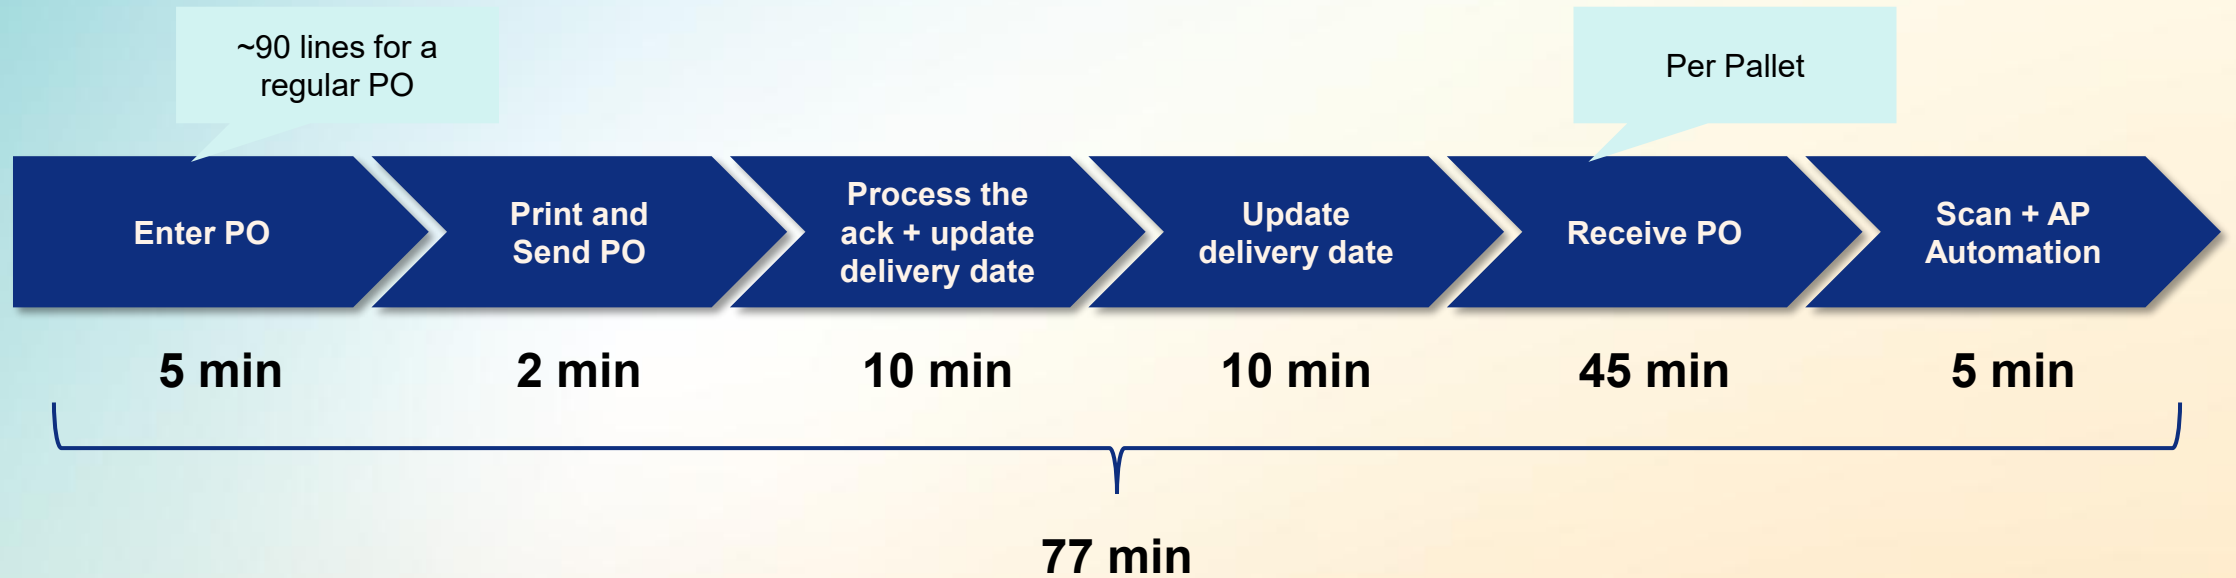 ~90 lines for a
regular PO
Per Pallet
Enter PO
Print and
Send PO
Process the
ack + update
delivery date
Update
delivery date
Receive PO
Scan + AP
Automation
5 min
2 min
10 min
10 min
45 min
5 min
77 min